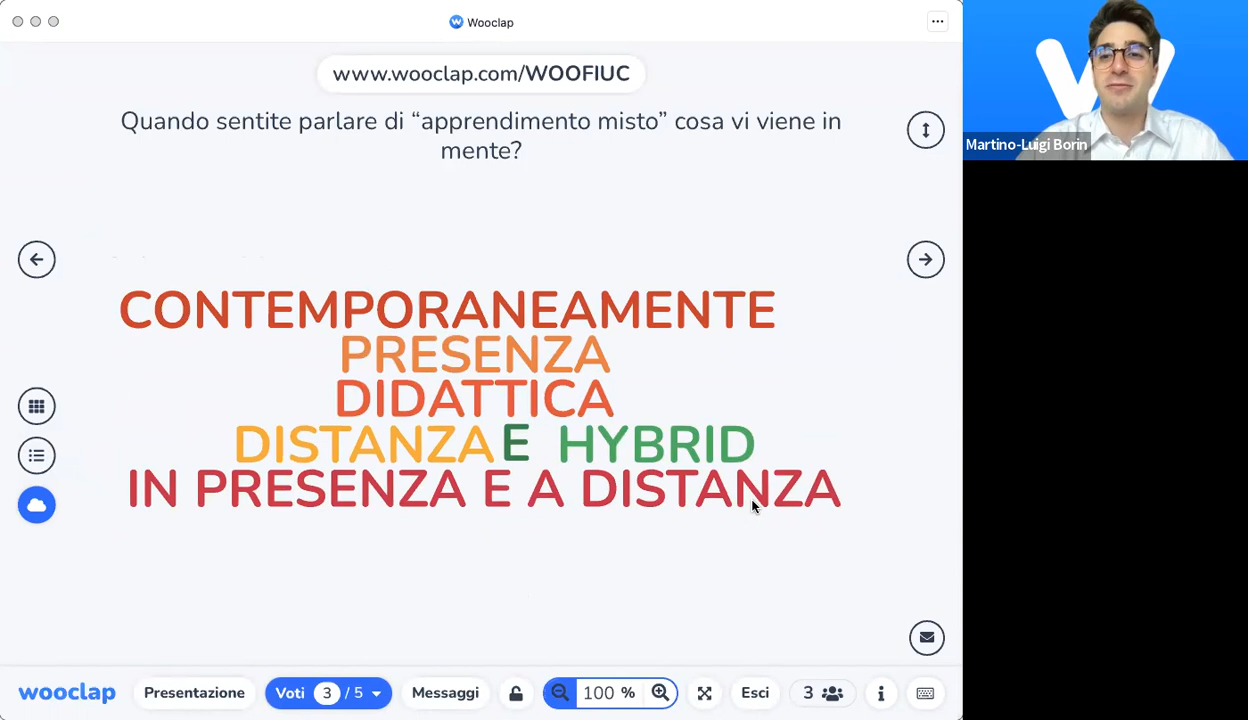 Wooclap
www.wooclap.com/WOOFIUC
Quando sentite parlare di “apprendimento misto” cosa vi viene in
mente?
Martino-Luigi Borin
CONTEMPORANEAMENTE
PRESENZA
DIDATTICA
DISTANZA E HYBRID
IN PRESENZA E A DISTANZA
wooclap Presentazione Voti 3 / 5 Messaggi 100 % Esci 3